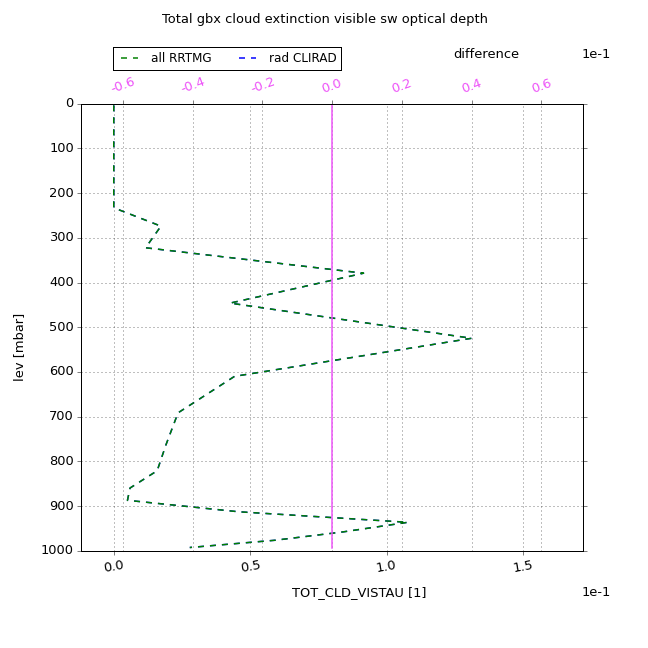 Total gbx cloud extinction visible sw optical depth
all RRTMG rad CLIRAD difference 1e-1
-0.6 -0.4 -0.2 0.0 0.2 0.4 0.6
0
100
200
300
400
500
600
700
800
900
1000
lev [mbar]
0.0 0.5 1.0 1.5
TOT_CLD_VISTAU [1] 1e-1